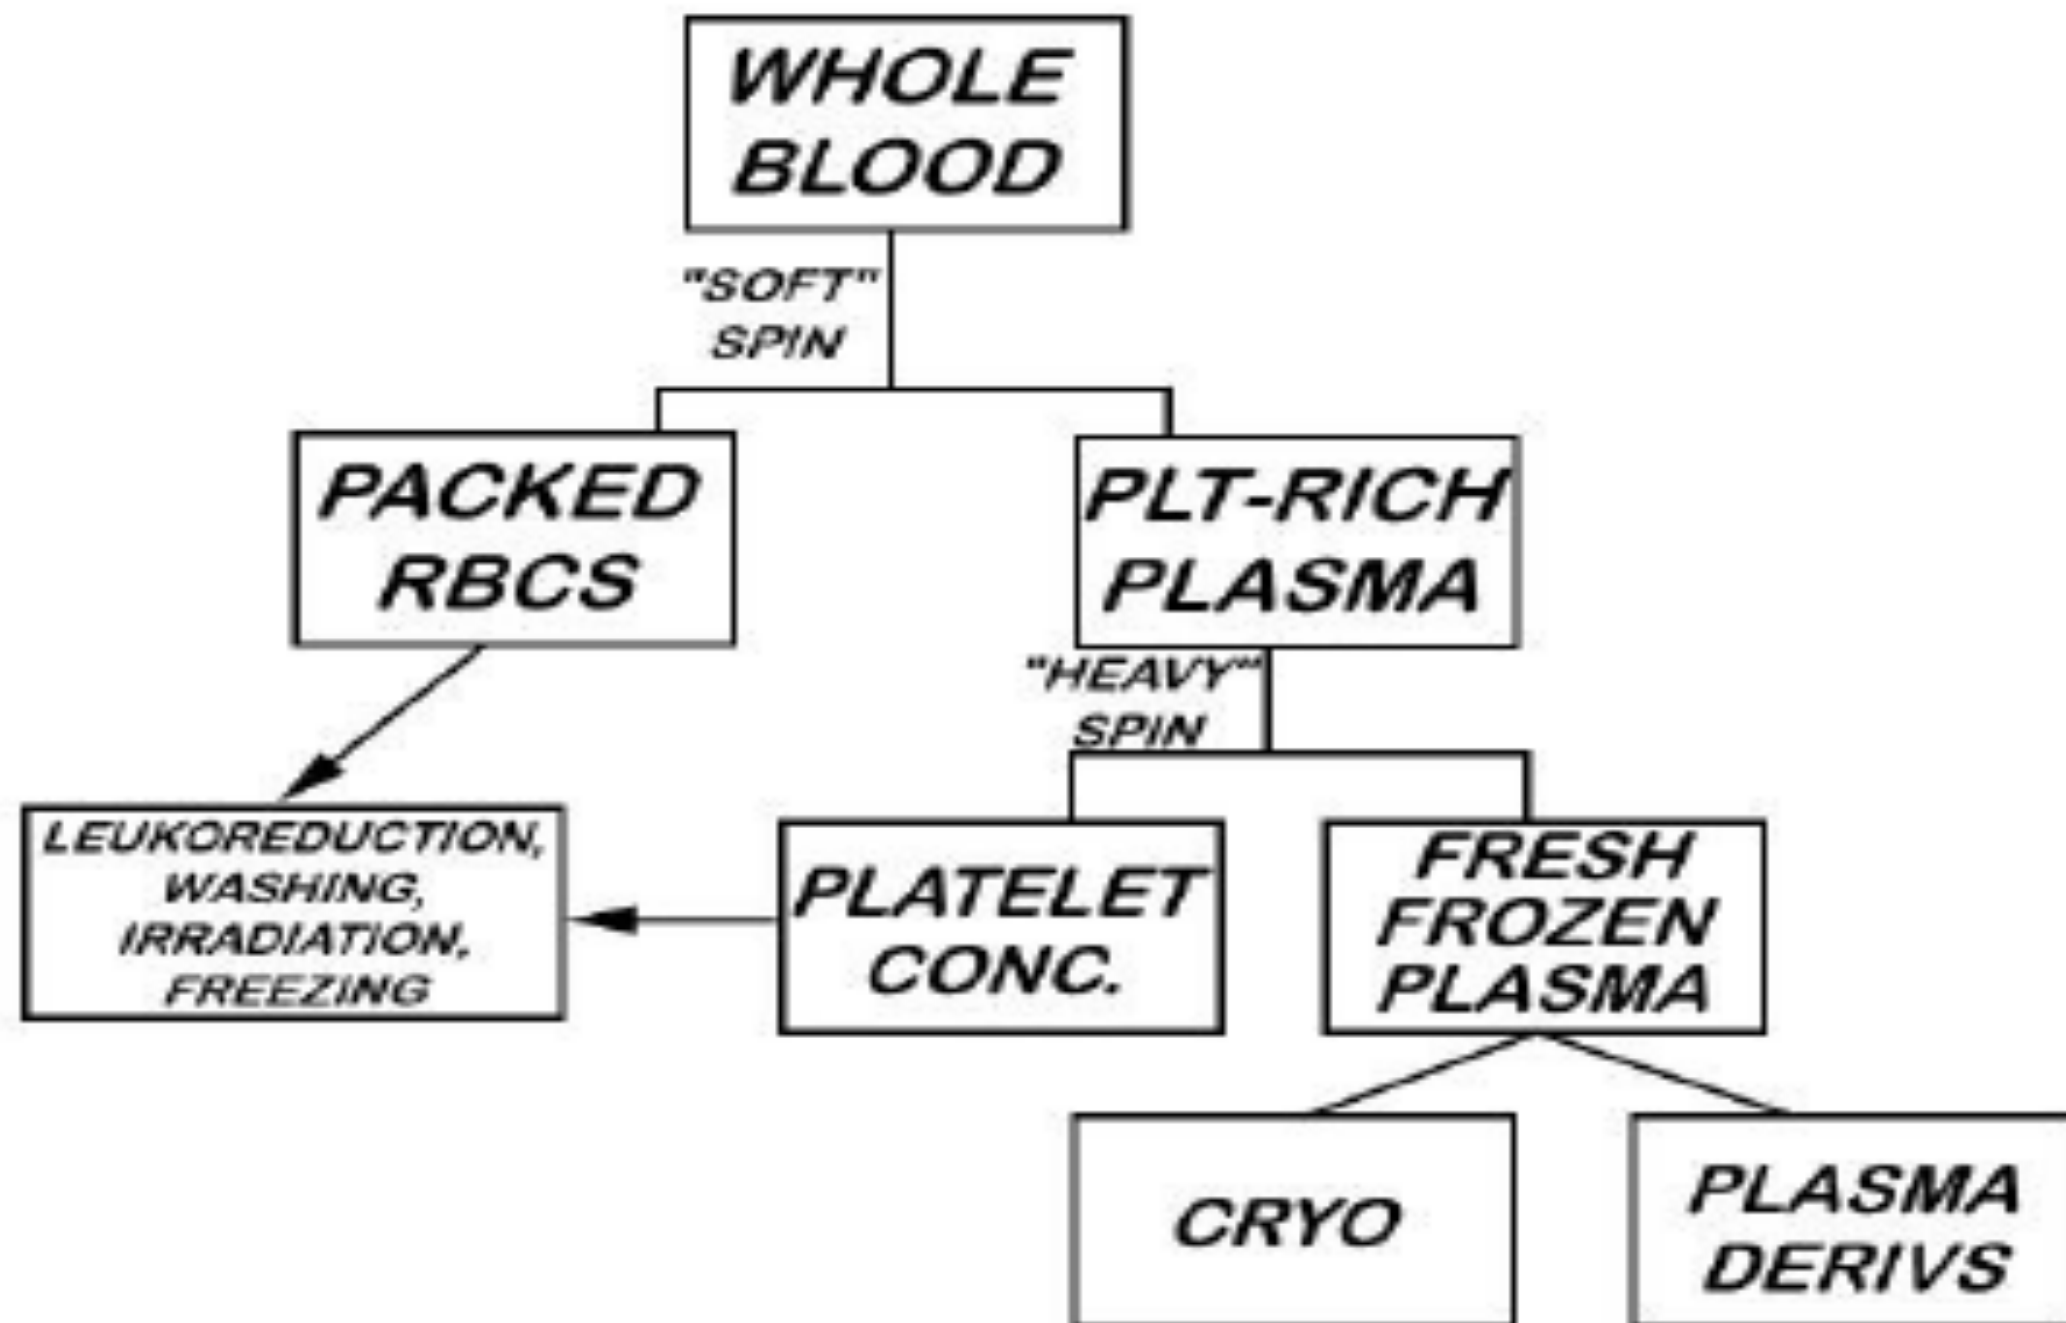 WHOLE
BLOOD
"SOFT"
SPIN
PACKED
RBCS
PLT-RICH
PLASMA
"HEAVY"
SPIN
LEUKOREDUCTION,
WASHING,
IRRADIATION,
FREEZING
PLATELET
CONC.
FRESH
FROZEN
PLASMA
CRYO
PLASMA
DERIVS